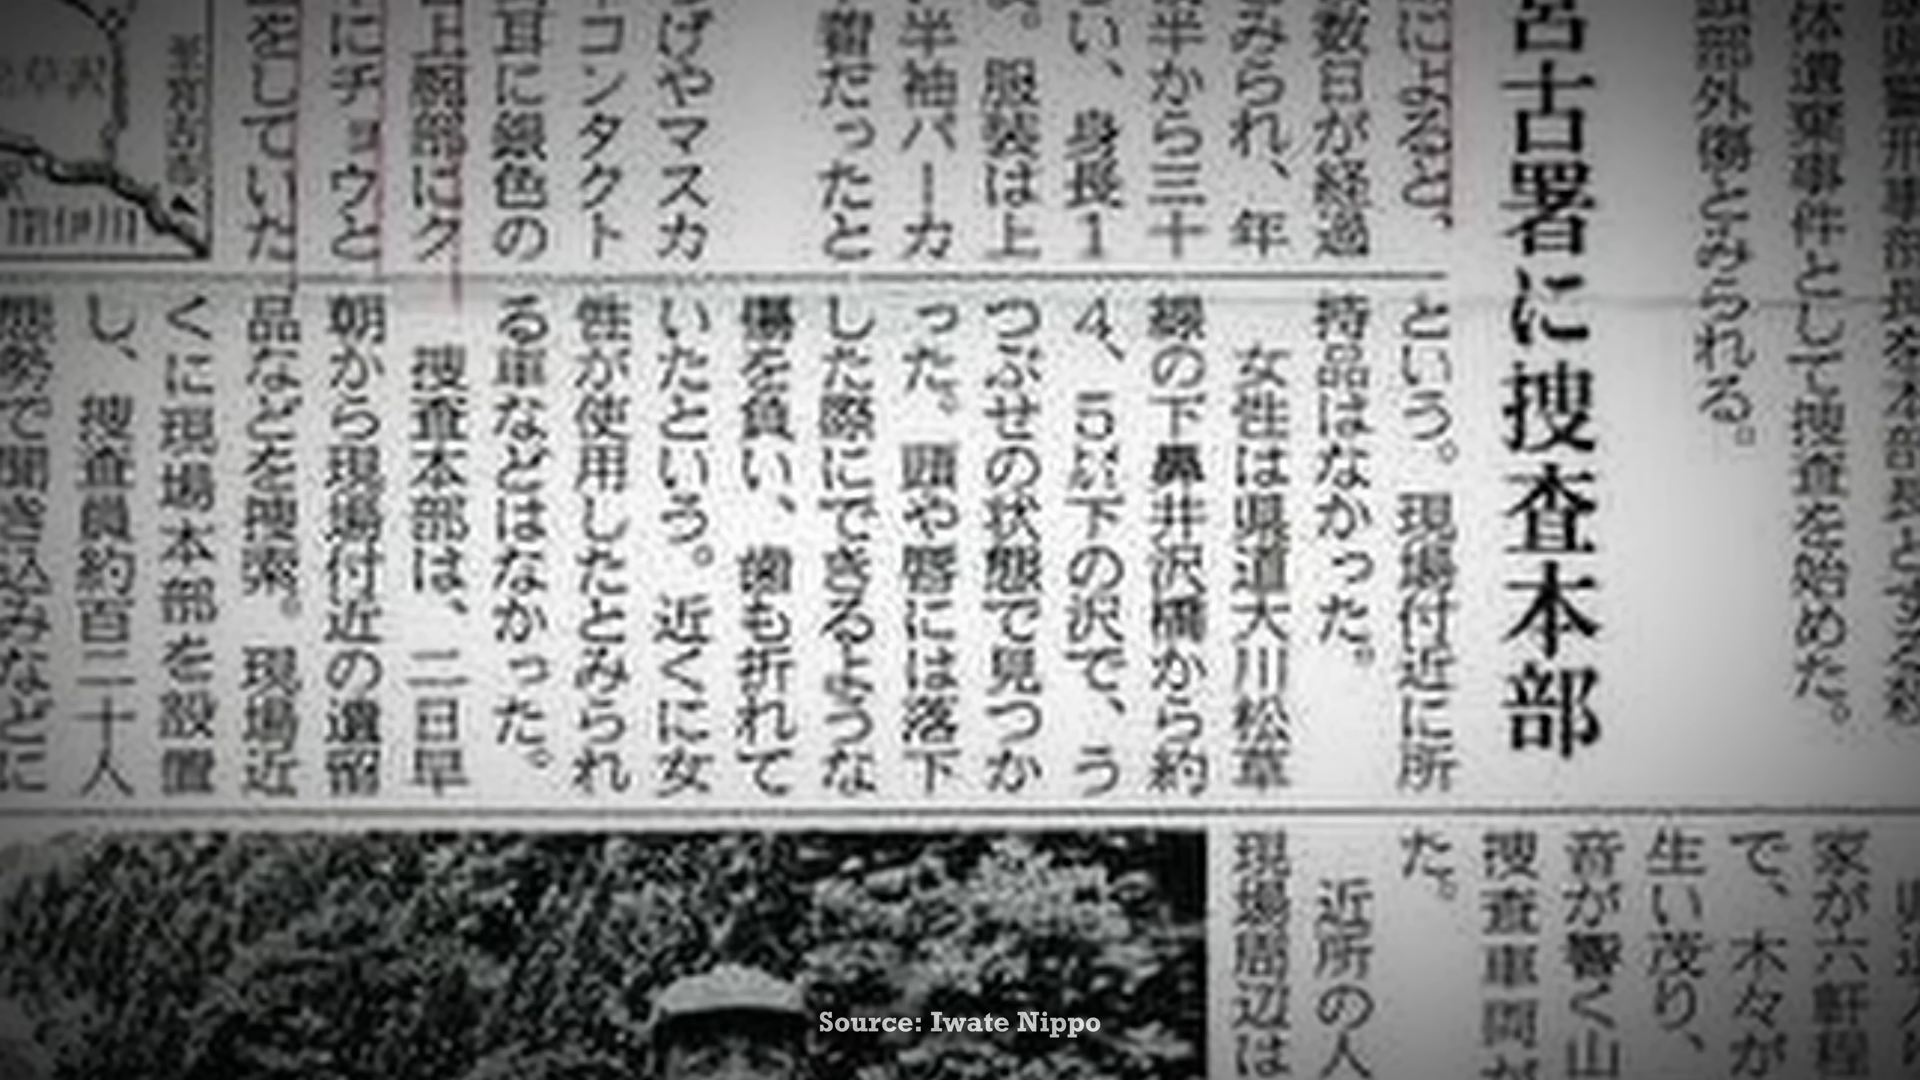 頭部外傷とみられる。
体遺棄事件として捜査を始めた。
宮古署に捜査本部
によると、
数日が経過
みられ、年
半から三十
い、身長1
。服装は上
半袖パーカ
着だったと
げやマスカ
コンタクト
耳に銀色の
上腕部にク
にチョウと
をしていた
という。現場付近に所
持品はなかった。
女性は県道大川松草
線の下鼻井沢橋から約
4、5㍍下の沢で、う
つぶせの状態で見つか
った。頭や唇には落下
した際にできるような
傷を負い、歯も折れて
いたという。近くに女
性が使用したとみられ
る車などはなかった。
捜査本部は、二日早
朝から現場付近の遺留
品などを捜索。現場近
くに現場本部を設置
し、捜査員約百二十人
態勢で聞き込みなどに
家が六軒程
で、木々が
生い茂り、
音が響く山
捜査車両が
た。
近所の人
現場周辺は
Source: Iwate Nippo